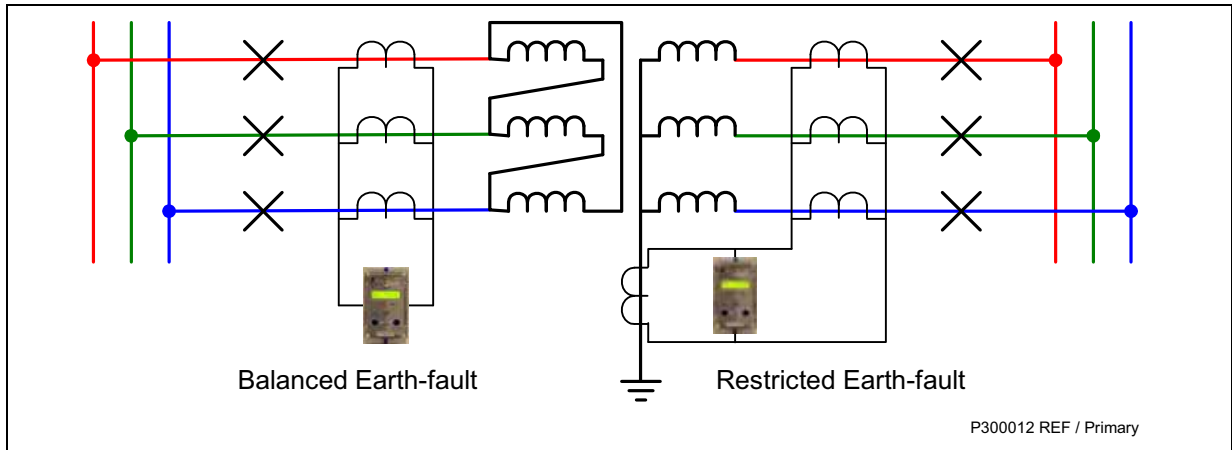 Balanced Earth-fault
Restricted Earth-fault
P300012 REF / Primary